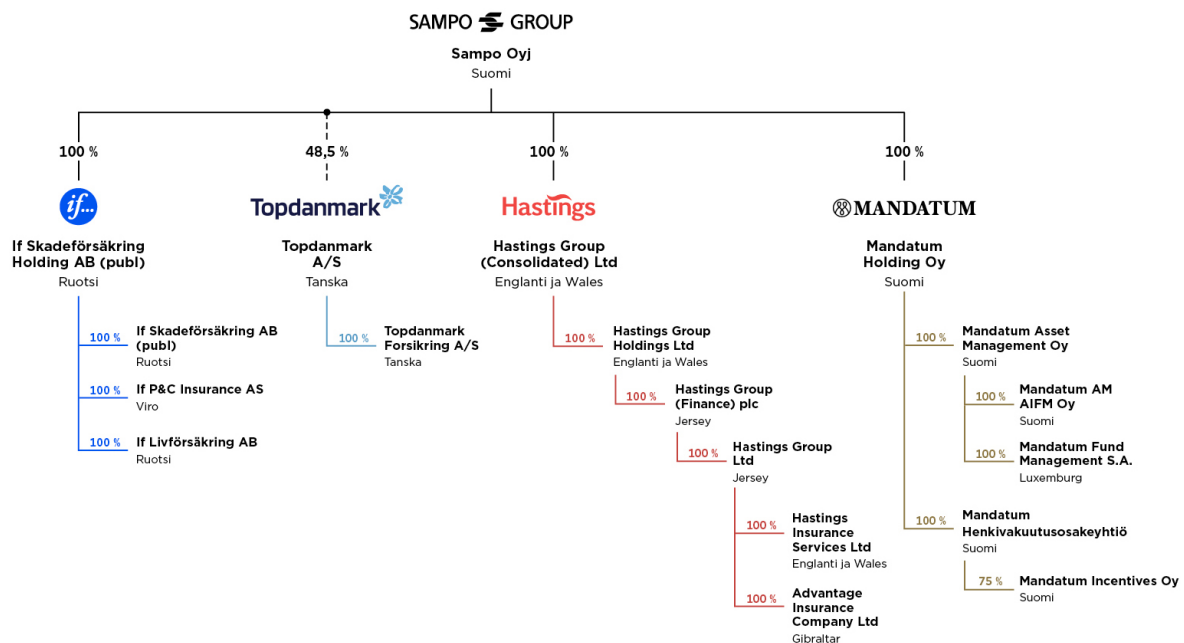 SAMPO GROUP
Sampo Oyj
Suomi
100 %
48,5 %
100 %
100 %
if...
Topdanmark
Hastings
MANDATUM
If Skadeförsäkring
Holding AB (publ)
Ruotsi
Topdanmark
A/S
Tanska
Hastings Group
(Consolidated) Ltd
Englanti ja Wales
Mandatum
Holding Oy
Suomi
100 %
If Skadeförsäkring AB
(publ)
Ruotsi
100 %
If P&C Insurance AS
Viro
100 %
If Livförsäkring AB
Ruotsi
100 %
Topdanmark
Forsikring A/S
Tanska
100 %
Hastings Group
Holdings Ltd
Englanti ja Wales
100 %
Hastings Group
(Finance) plc
Jersey
100 %
Hastings Group
Ltd
Jersey
100 %
Hastings
Insurance
Services Ltd
Englanti ja Wales
100 %
Advantage
Insurance
Company Ltd
Gibraltar
100 %
Mandatum Asset
Management Oy
Suomi
100 %
Mandatum AM
AIFM Oy
Suomi
100 %
Mandatum Fund
Management S.A.
Luxemburg
100 %
Mandatum
Henkivakuutusosakeyhtiö
Suomi
75 %
Mandatum Incentives Oy
Suomi